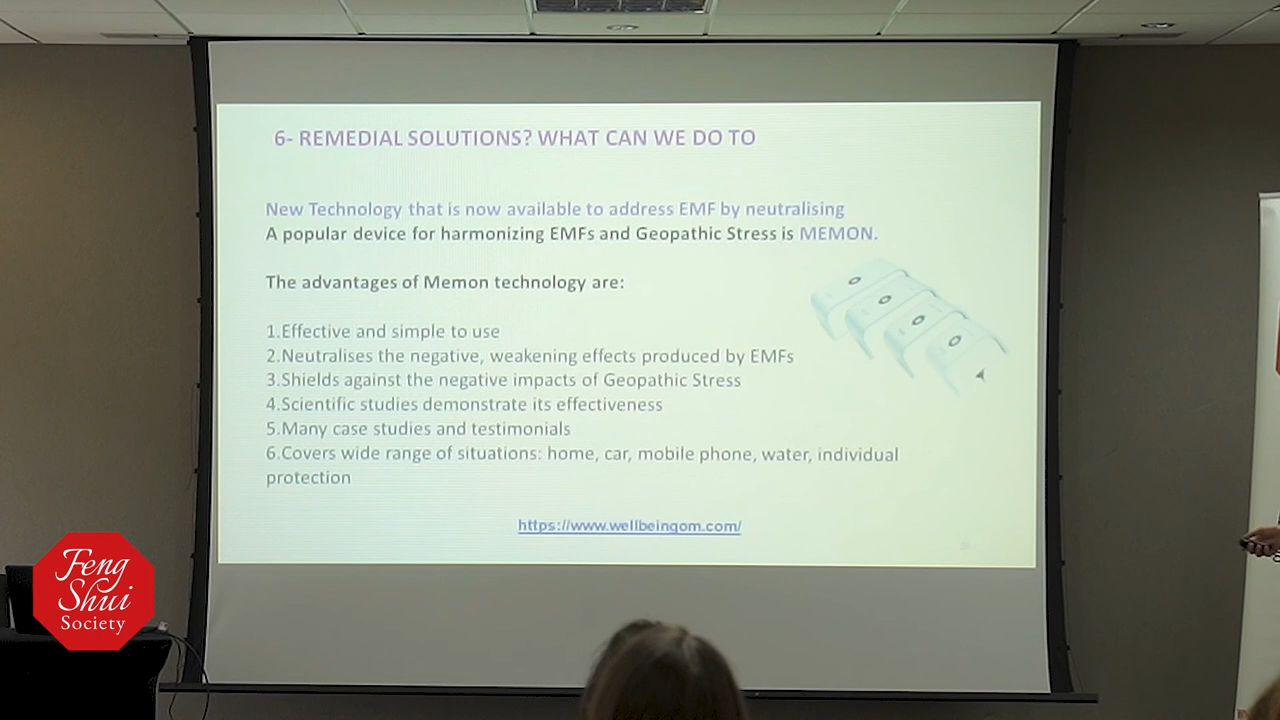 6- REMEDIAL SOLUTIONS? WHAT CAN WE DO TO
New Technology that is now available to address EMF by neutralising
A popular device for harmonizing EMFs and Geopathic Stress is MEMON.
The advantages of Memon technology are:
1.Effective and simple to use
2.Neutralises the negative, weakening effects produced by EMFs
3.Shields against the negative impacts of Geopathic Stress
4.Scientific studies demonstrate its effectiveness
5.Many case studies and testimonials
6.Covers wide range of situations: home, car, mobile phone, water, individual
protection
https://www.wellbeingom.com/
Feng
Shui
Society